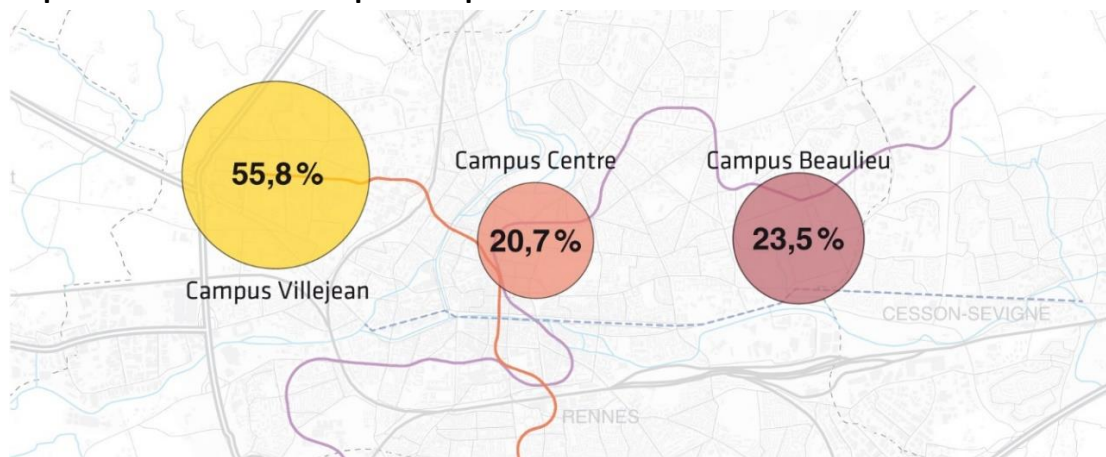 Campus Centre
Campus Beaulieu
55,8 %
20,7 %
23,5 %
Campus Villejean
CESSON-SEVIGNE
RENNES